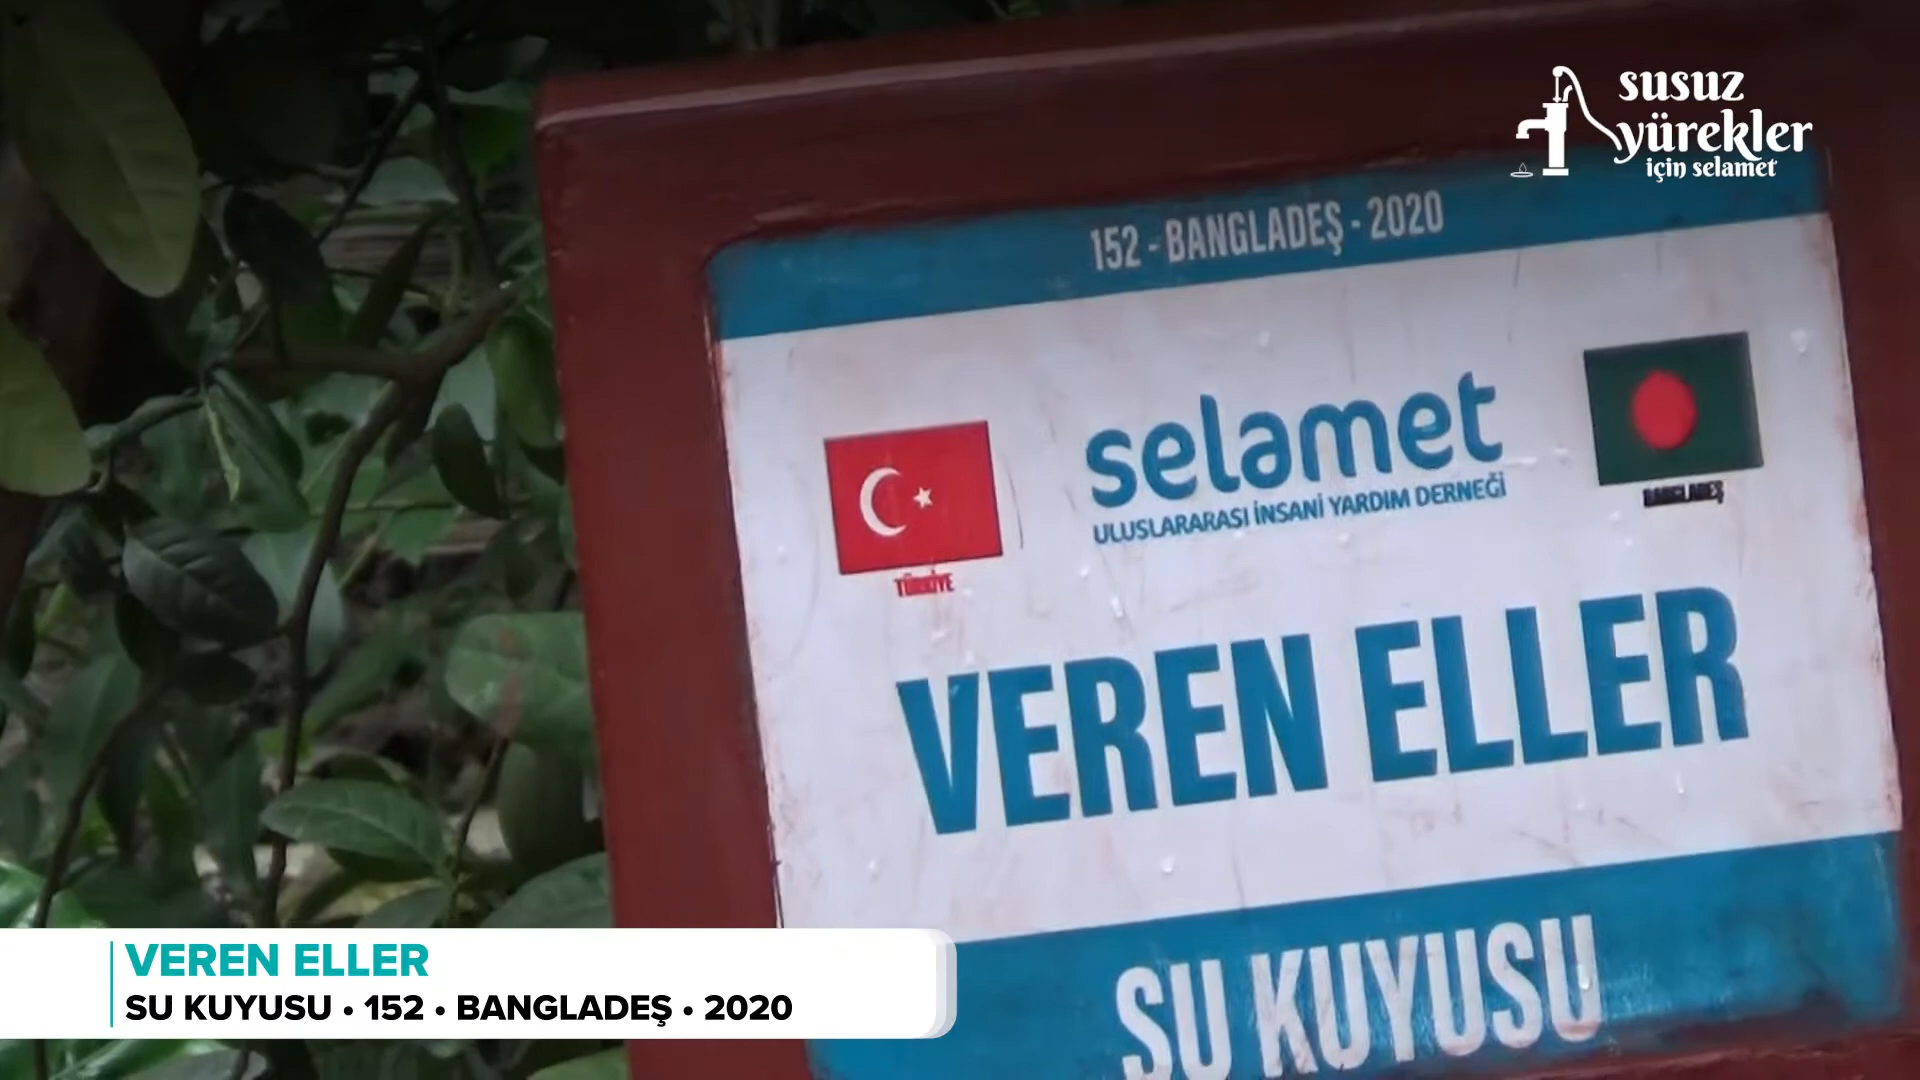 susuz
yürekler
için selamet
152 - BANGLADEŞ - 2020
selamet
ULUSLARARASI İNSANİ YARDIM DERNEĞİ
TÜRKİYE
BANGLADEŞ
VEREN ELLER
SU KUYUSU
VEREN ELLER
SU KUYUSU • 152 • BANGLADEŞ • 2020